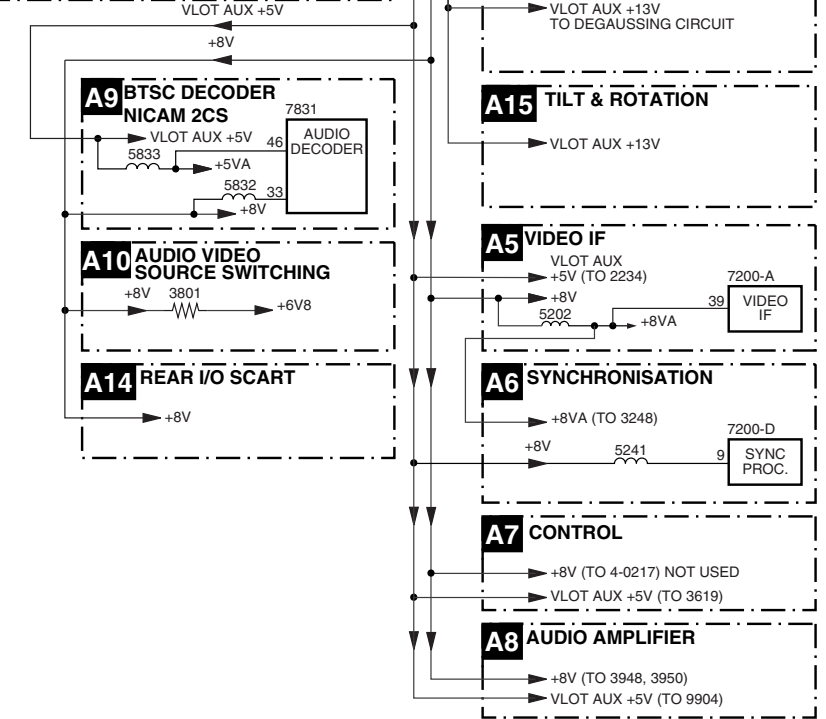 VLOT AUX +5V
+8V
A9 BTSC DECODER
NICAM 2CS
7831
VLOT AUX +5V
46
AUDIO
DECODER
5833
+5VA
5832
33
+8V
A10 AUDIO VIDEO
SOURCE SWITCHING
+8V
3801
+6V8
A14 REAR I/O SCART
+8V
VLOT AUX +13V
TO DEGAUSSING CIRCUIT
A15 TILT & ROTATION
VLOT AUX +13V
A5 VIDEO IF
VLOT AUX
+5V (TO 2234)
7200-A
+8V
39
VIDEO
IF
5202
+8VA
A6 SYNCHRONISATION
+8VA (TO 3248)
7200-D
+8V
5241
9
SYNC
PROC.
A7 CONTROL
+8V (TO 4-0217) NOT USED
VLOT AUX +5V (TO 3619)
A8 AUDIO AMPLIFIER
+8V (TO 3948, 3950)
VLOT AUX +5V (TO 9904)